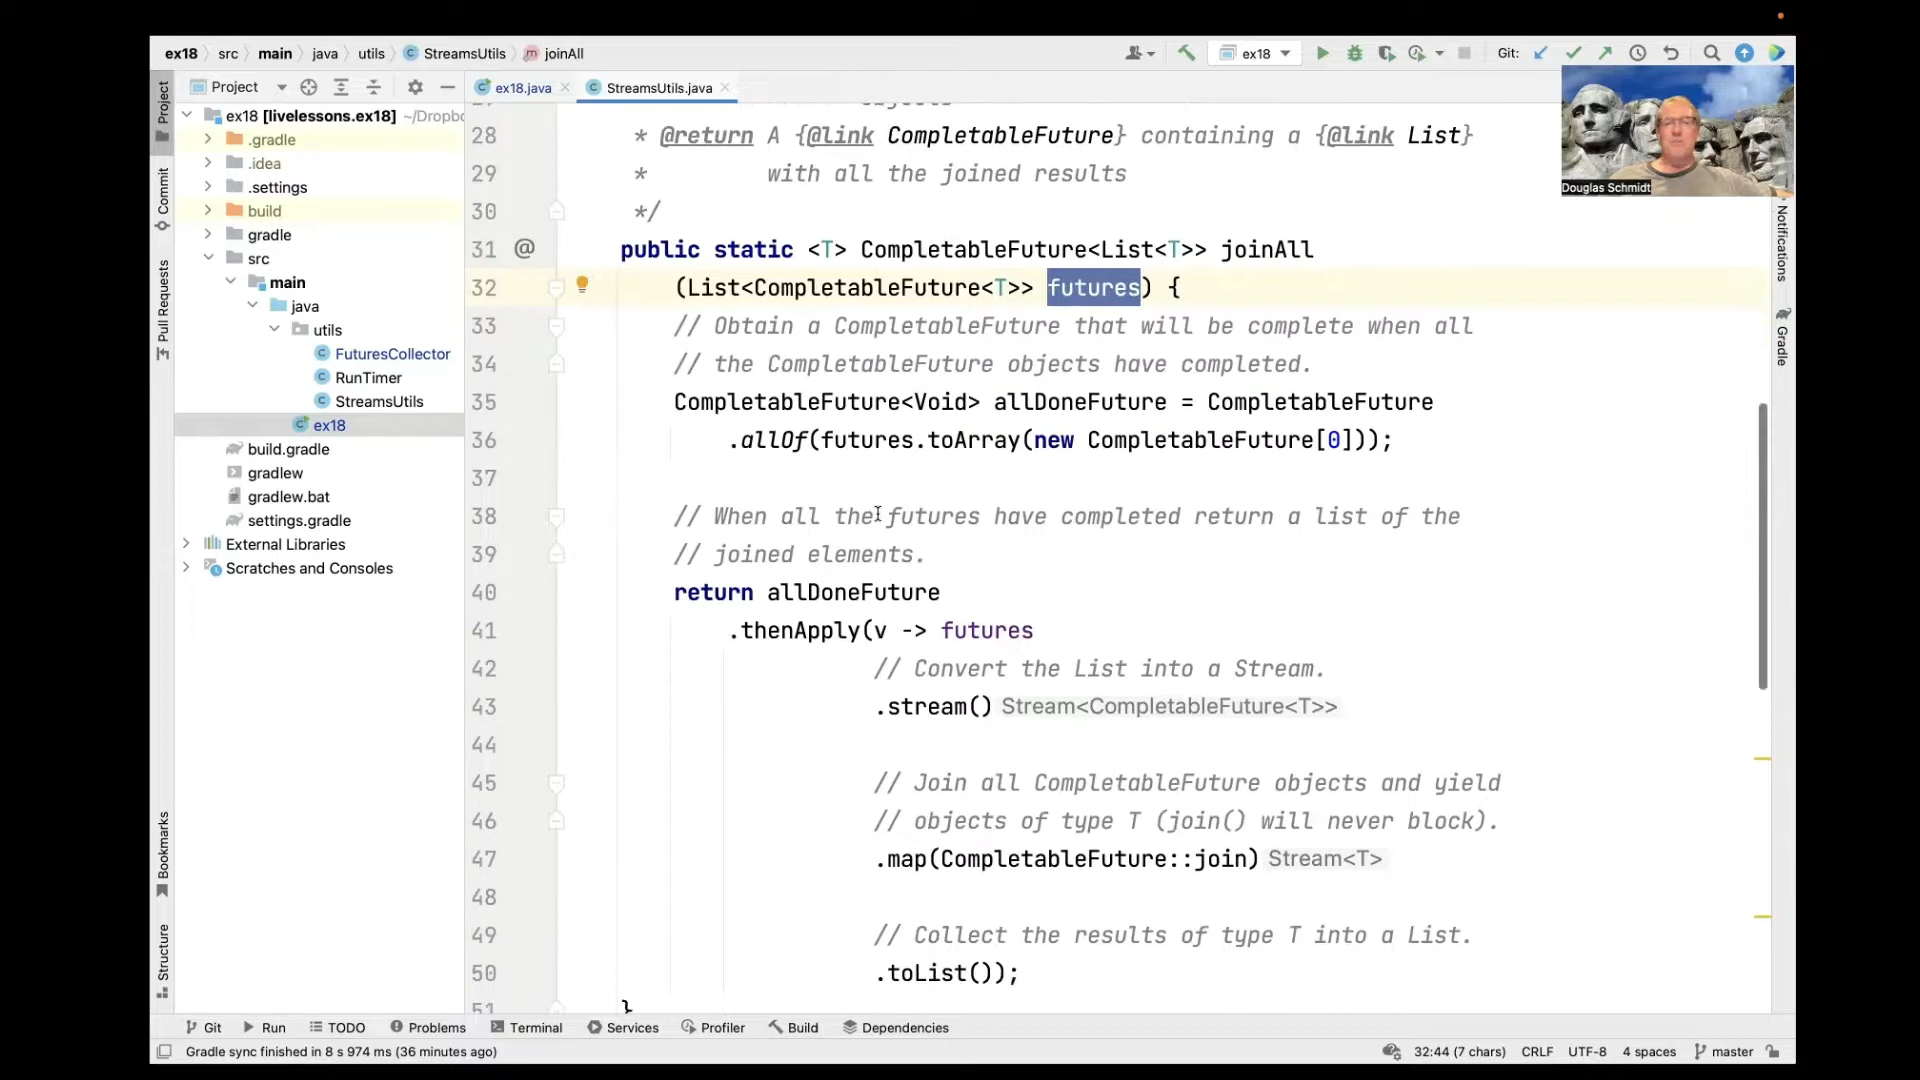 ex18 src main java utils StreamsUtils joinAll
ex18 Git:
Project ex18.java StreamsUtils.java
Douglas Schmidt
Project
Commit
Pull Requests
Bookmarks
Structure
ex18 [livelessons.ex18] ~/Dropbo
.gradle
.idea
.settings
build
gradle
src
main
java
utils
FuturesCollector
RunTimer
StreamsUtils
ex18
build.gradle
gradlew
gradlew.bat
settings.gradle
External Libraries
Scratches and Consoles
objects
28 * @return A {@link CompletableFuture} containing a {@link List}
29 * with all the joined results
30 */
31 @ public static <T> CompletableFuture<List<T>> joinAll
32 (List<CompletableFuture<T>> futures) {
33 // Obtain a CompletableFuture that will be complete when all
34 // the CompletableFuture objects have completed.
35 CompletableFuture<Void> allDoneFuture = CompletableFuture
36 .allOf(futures.toArray(new CompletableFuture[0]));
37
38 // When all the futures have completed return a list of the
39 // joined elements.
40 return allDoneFuture
41 .thenApply(v -> futures
42 // Convert the List into a Stream.
43 .stream() Stream<CompletableFuture<T>>
44
45 // Join all CompletableFuture objects and yield
46 // objects of type T (join() will never block).
47 .map(CompletableFuture::join) Stream<T>
48
49 // Collect the results of type T into a List.
50 .toList());
51 }
Notifications
Gradle
Git Run TODO Problems Terminal Services Profiler Build Dependencies
Gradle sync finished in 8 s 974 ms (36 minutes ago) 32:44 (7 chars) CRLF UTF-8 4 spaces master